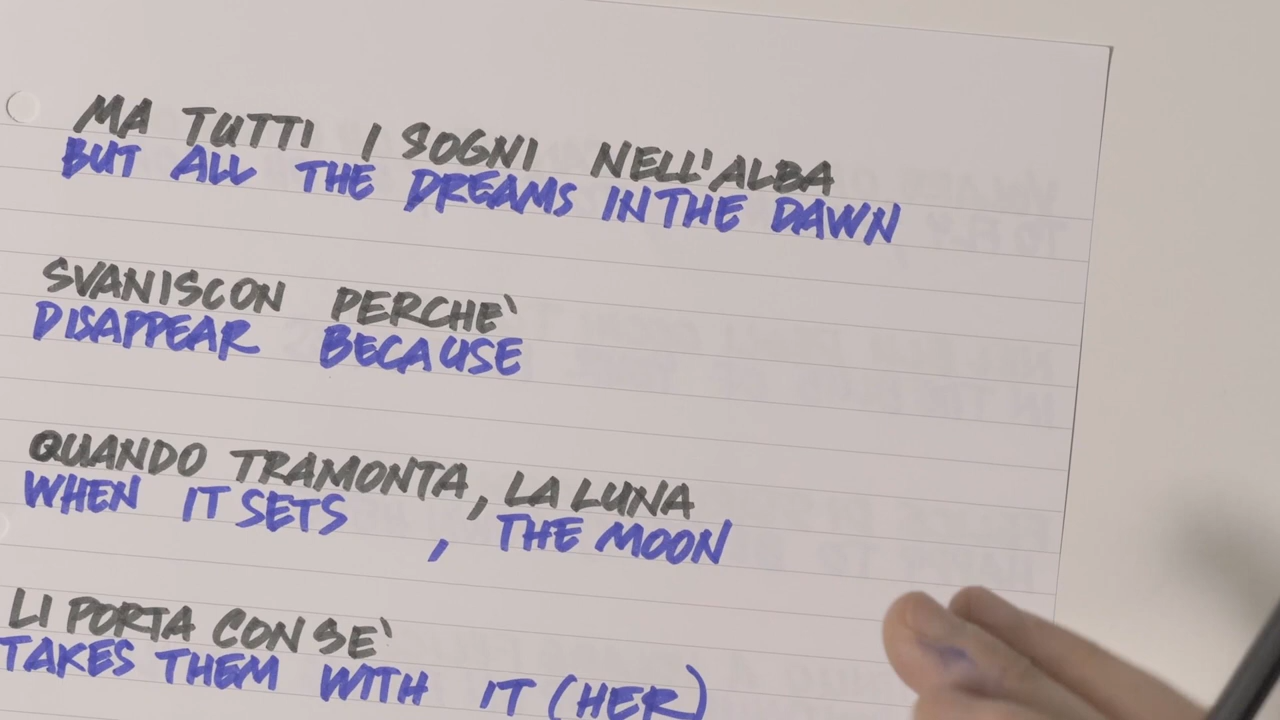 MA TUTTI I SOGNI NELL'ALBA
BUT ALL THE DREAMS IN THE DAWN
SVANISCON PERCHE`
DISAPPEAR BECAUSE
QUANDO TRAMONTA, LA LUNA
WHEN IT SETS , THE MOON
LI PORTA CON SE`
TAKES THEM WITH IT (HER)